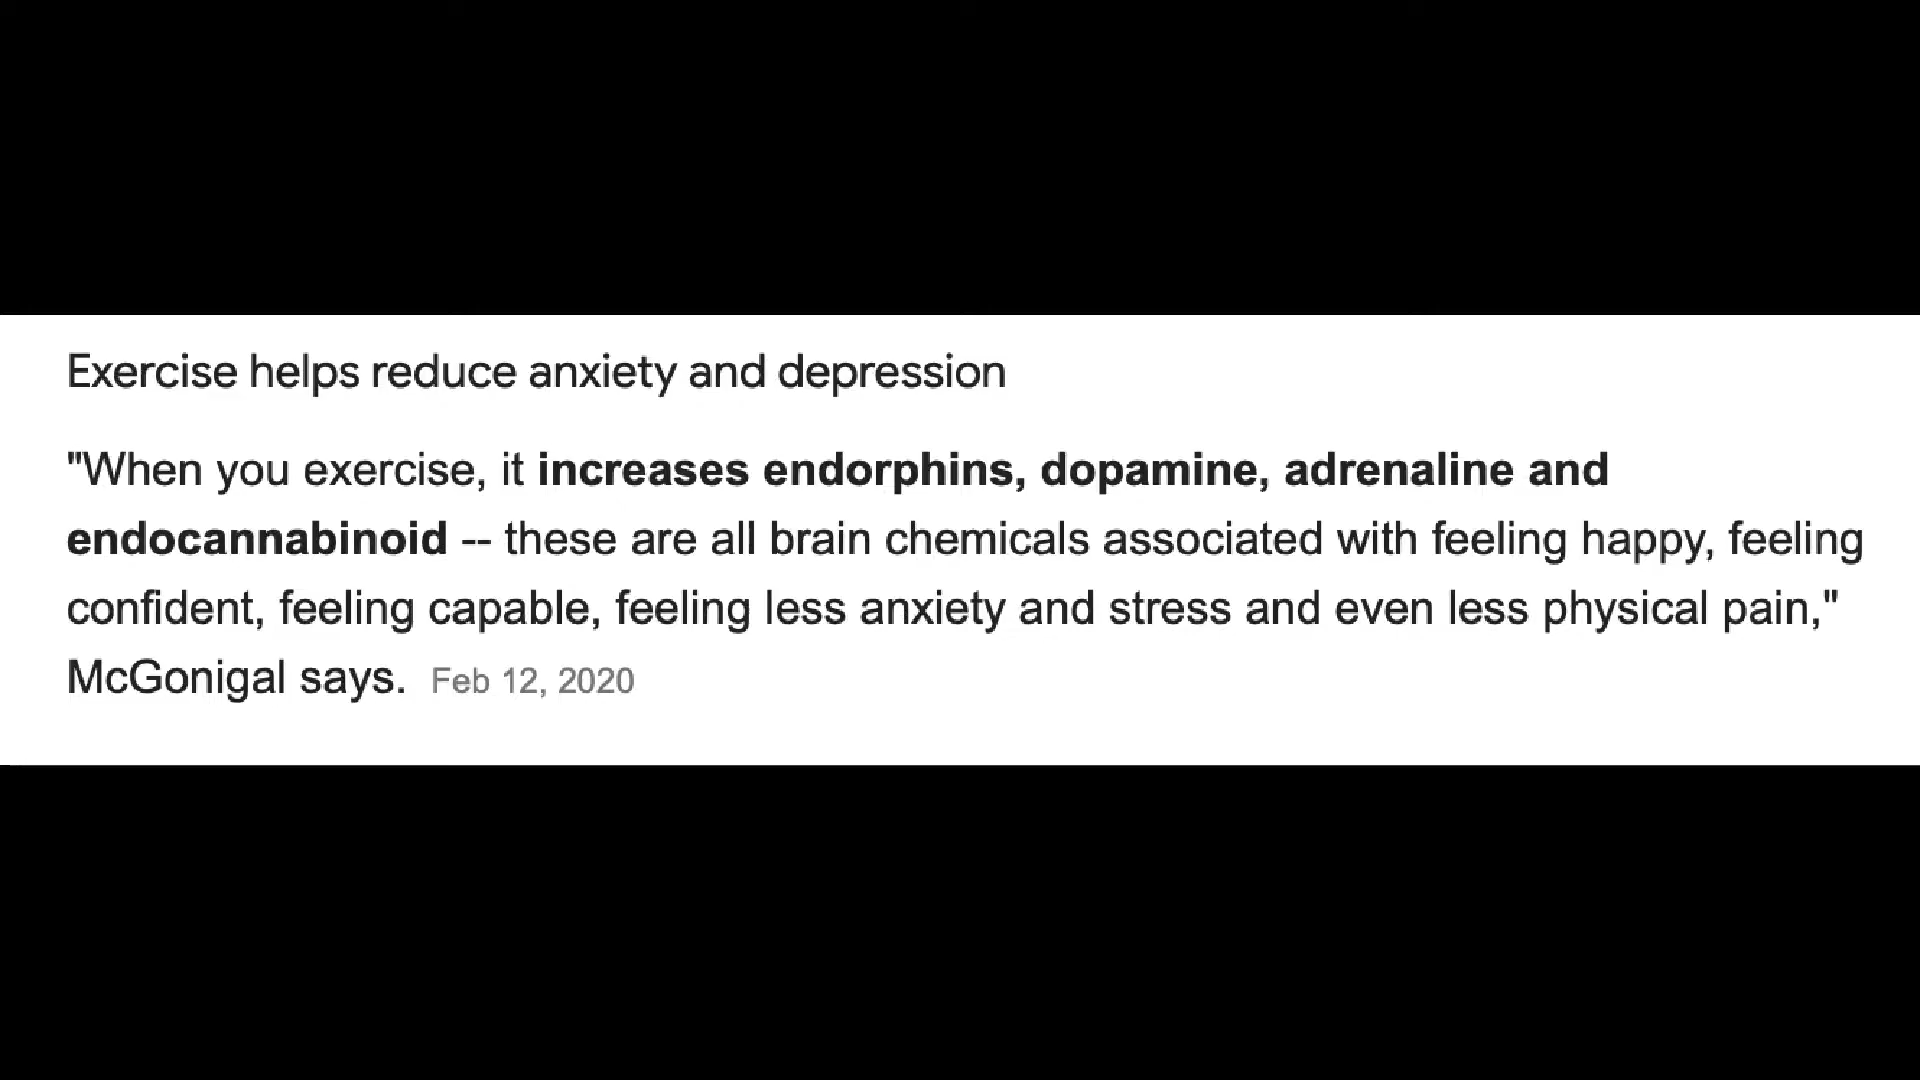 Exercise helps reduce anxiety and depression
"When you exercise, it increases endorphins, dopamine, adrenaline and
endocannabinoid -- these are all brain chemicals associated with feeling happy, feeling
confident, feeling capable, feeling less anxiety and stress and even less physical pain,"
McGonigal says. Feb 12, 2020